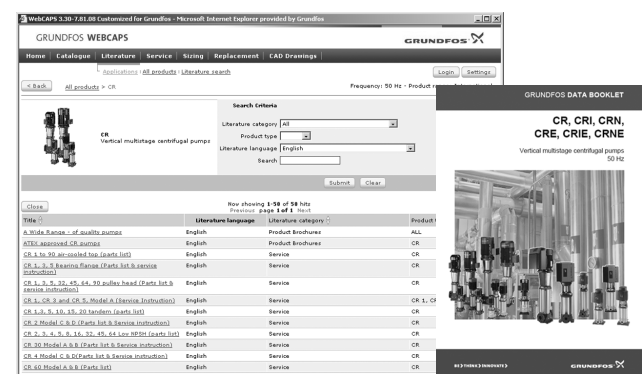 WebCAPS 3.30-7.81.08 Customized for Grundfos - Microsoft Internet Explorer provided by Grundfos
GRUNDFOS WEBCAPS
GRUNDFOS
Home Catalogue Literature Service Sizing Replacement CAD Drawings
Applications | All products | Literature search
Login Settings
< Back All products > CR
Frequency: 50 Hz - Product
Search Criteria
Literature category All
CR
Vertical multistage centrifugal pumps
Product type
Literature language English
Search
Submit Clear
Close
Now showing 1-50 of 50 hits
Previous page 1 of 1 Next
Title Literature language Literature category Product
A Wide Range - of quality pumps English Product Brochures ALL
ATEX approved CR pumps English Product Brochures CR
CR 1 to 90 air-cooled top (parts list) English Service CR
CR 1, 3, 5 Bearing flange (Parts list & service
instruction) English Service CR
CR 1, 3, 5, 32, 45, 64, 90 pulley head (Parts list &
service instruction) English Service CR
CR 1, CR 3 and CR 5, Model A (Service Instruction) English Service CR 1, CR
CR 1,3, 5, 10, 15, 20 tandem (parts list) English Service CR
CR 2 Model C & D (Parts list & Service instruction) English Service CR
CR 2, 3, 4, 5, 8, 16, 32, 45, 64 Low NPSH (parts list) English Service CR
CR 30 Model A & B (Parts list & Service instruction) English Service CR
CR 4 Model C & D(Parts list & Service instruction) English Service CR
CR 60 Model A & B (Parts list) English Service CR
GRUNDFOS DATA BOOKLET
CR, CRI, CRN,
CRE, CRIE, CRNE
Vertical multistage centrifugal pumps
50 Hz
BE > THINK > INNOVATE >
GRUNDFOS